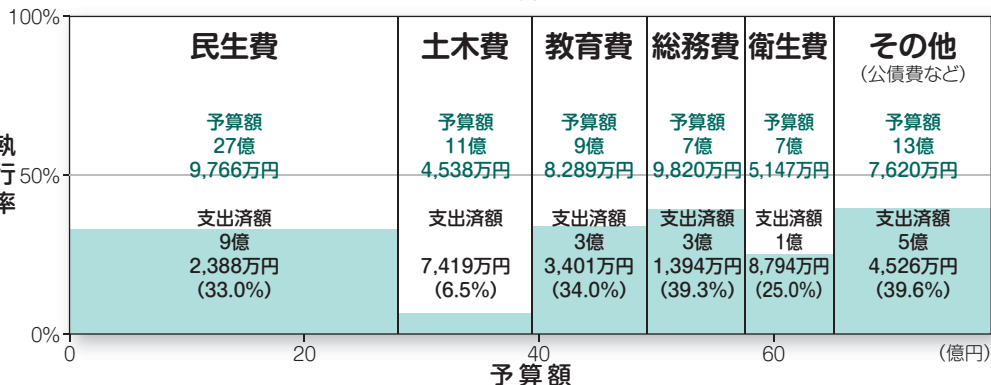 100%
50%
0%
執行率
民生費
予算額
27億
9,766万円
支出済額
9億
2,388万円
(33.0%)
土木費
予算額
11億
4,538万円
支出済額
7,419万円
(6.5%)
教育費
予算額
9億
8.289万円
支出済額
3億
3,401万円
(34.0%)
総務費
予算額
7億
9,820万円
支出済額
3億
1,394万円
(39.3%)
衛生費
予算額
7億
5,147万円
支出済額
1億
8,794万円
(25.0%)
その他
(公債費など)
予算額
13億
7,620万円
支出済額
5億
4,526万円
(39.6%)
0
20
40
60
(億円)
予算額